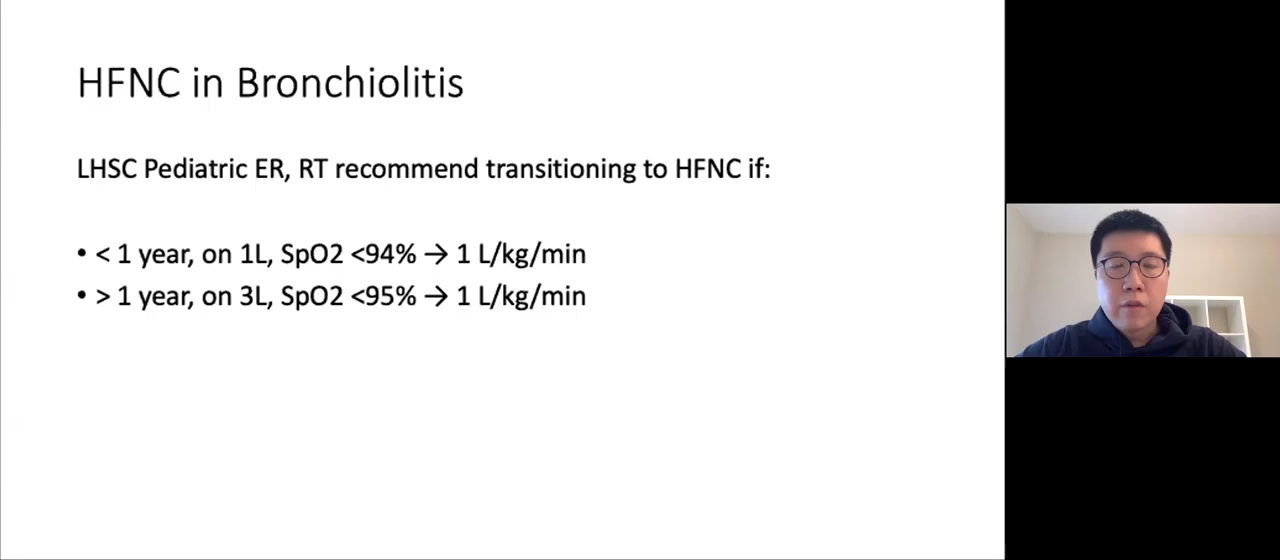 HFNC in Bronchiolitis
LHSC Pediatric ER, RT recommend transitioning to HFNC if:
• < 1 year, on 1L, SpO2 <94% → 1 L/kg/min
• > 1 year, on 3L, SpO2 <95% → 1 L/kg/min